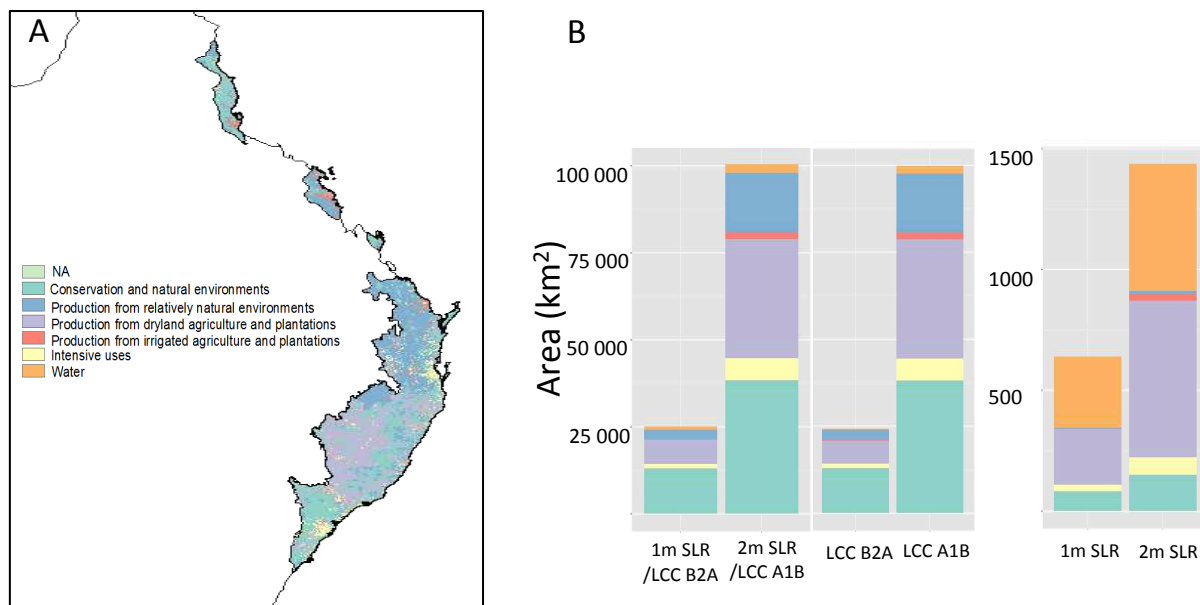 A
NA
Conservation and natural environments
Production from relatively natural environments
Production from dryland agriculture and plantations
Production from irrigated agriculture and plantations
Intensive uses
Water
B
Area (km²)
100 000
75 000
50 000
25 000
1m SLR
/LCC B2A
2m SLR
/LCC A1B
LCC B2A
LCC A1B
1500
1000
500
1m SLR
2m SLR